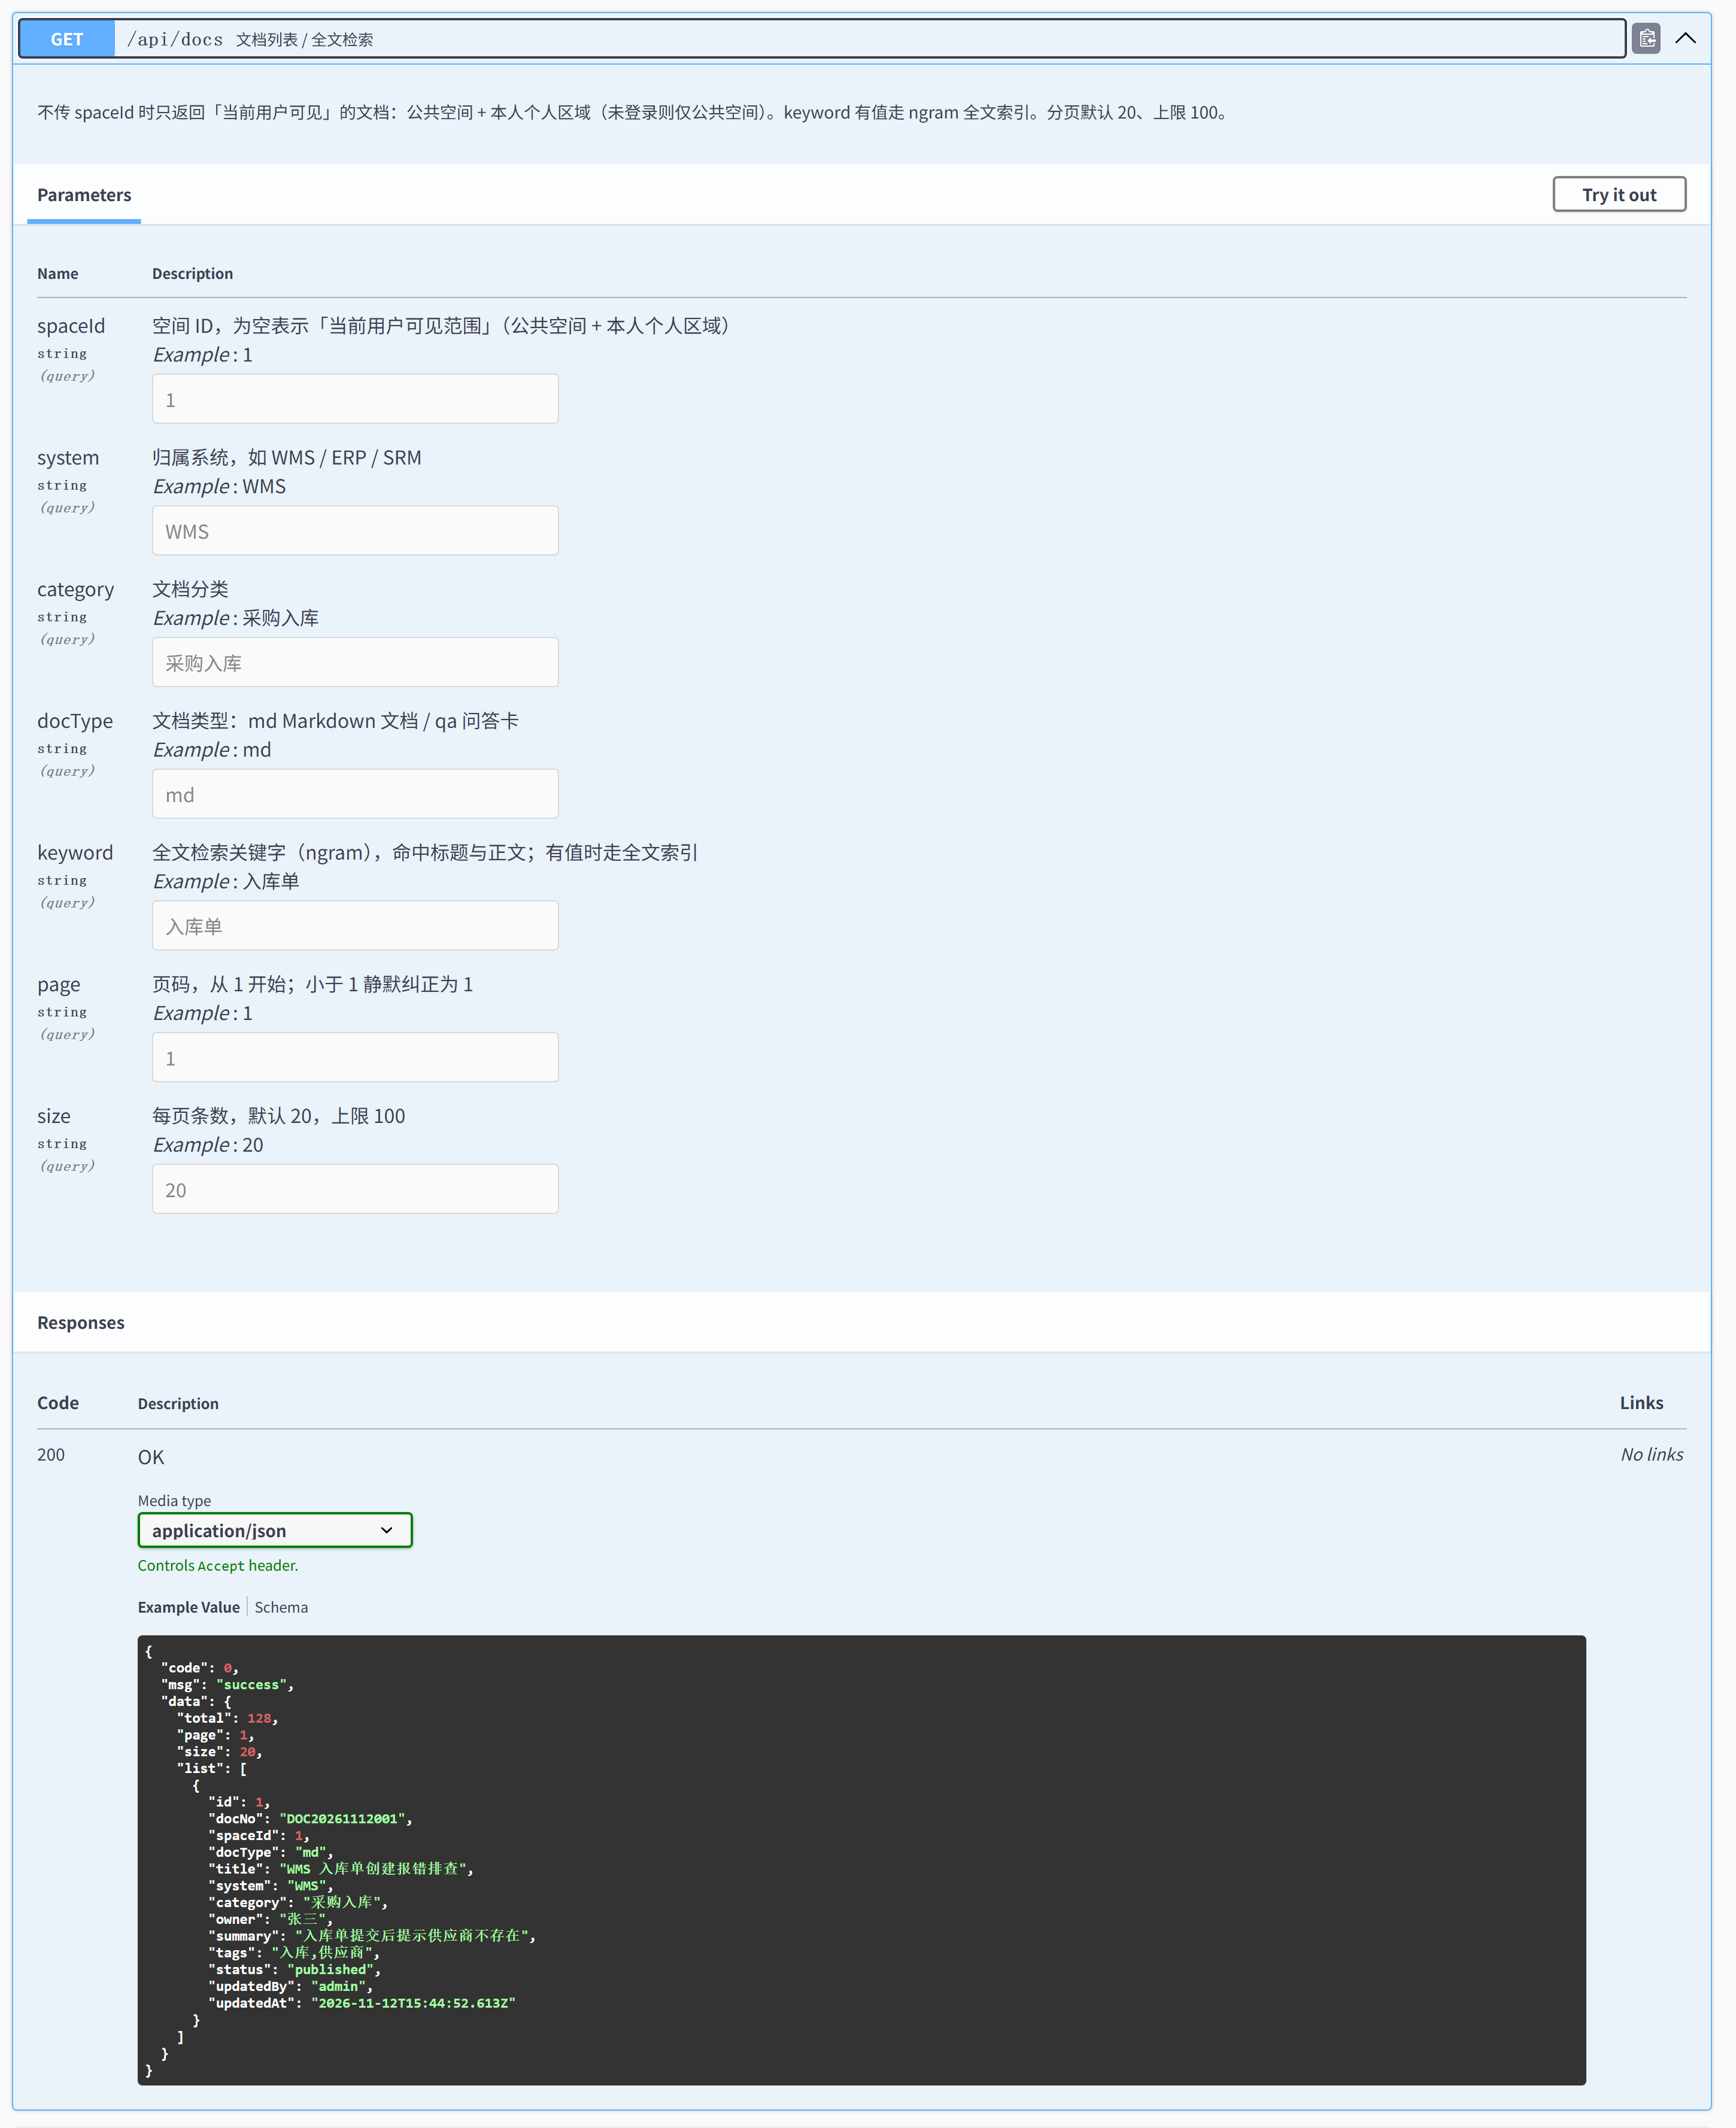 GET /api/docs 文档列表 / 全文检索
不传 spaceId 时只返回「当前用户可见」的文档：公共空间 + 本人个人区域（未登录则仅公共空间）。keyword 有值走 ngram 全文索引。分页默认 20、上限 100。
Parameters
Try it out
Name Description
spaceId
string
(query)
空间 ID，为空表示「当前用户可见范围」（公共空间 + 本人个人区域）
Example : 1
1
system
string
(query)
归属系统，如 WMS / ERP / SRM
Example : WMS
WMS
category
string
(query)
文档分类
Example : 采购入库
采购入库
docType
string
(query)
文档类型：md Markdown 文档 / qa 问答卡
Example : md
md
keyword
string
(query)
全文检索关键字（ngram），命中标题与正文；有值时走全文索引
Example : 入库单
入库单
page
string
(query)
页码，从 1 开始；小于 1 静默纠正为 1
Example : 1
1
size
string
(query)
每页条数，默认 20，上限 100
Example : 20
20
Responses
Code Description Links
200 OK No links
Media type
application/json
Controls Accept header.
Example Value Schema
{
  "code": 0,
  "msg": "success",
  "data": {
    "total": 128,
    "page": 1,
    "size": 20,
    "list": [
      {
        "id": 1,
        "docNo": "DOC20261112001",
        "spaceId": 1,
        "docType": "md",
        "title": "WMS 入库单创建报错排查",
        "system": "WMS",
        "category": "采购入库",
        "owner": "张三",
        "summary": "入库单提交后提示供应商不存在",
        "tags": "入库,供应商",
        "status": "published",
        "updatedBy": "admin",
        "updatedAt": "2026-11-12T15:44:52.613Z"
      }
    ]
  }
}